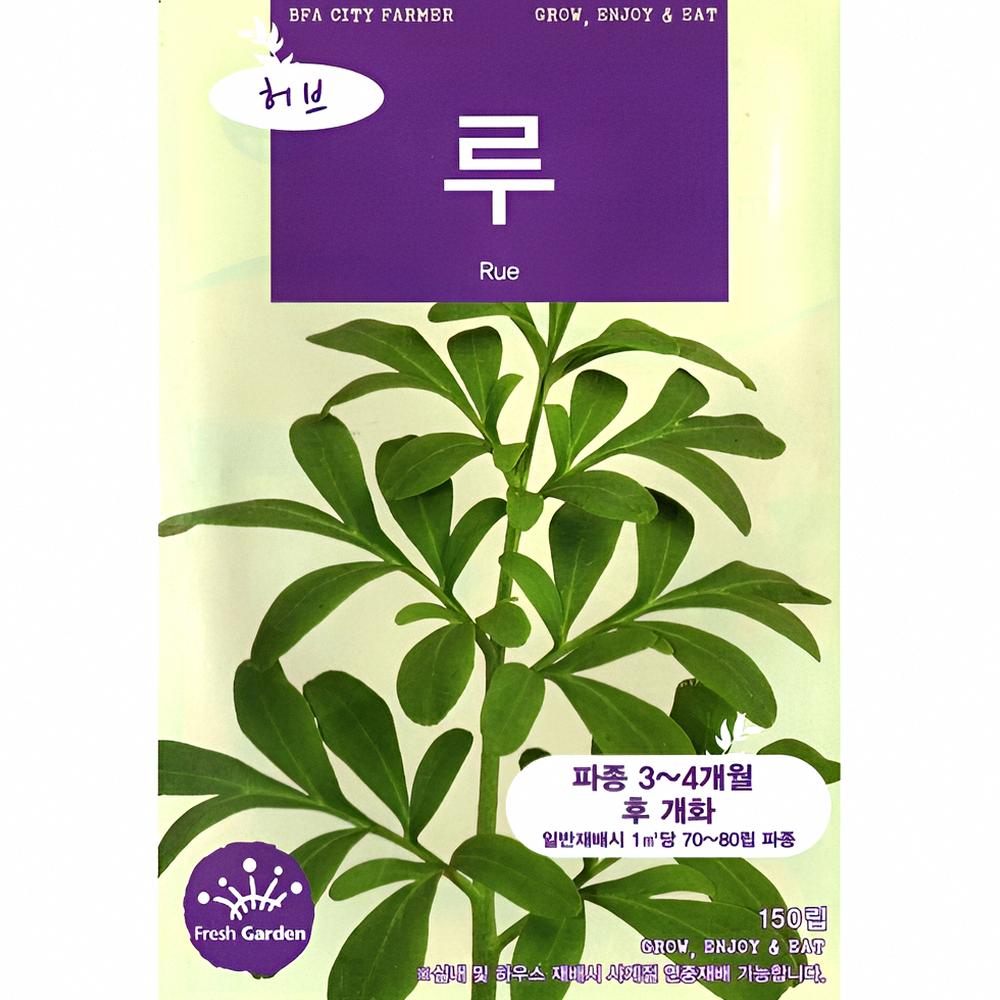 BFA CITY FARMER GROW, ENJOY & EAT
허브
루
Rue
파종 3~4개월
후 개화
일반재배시 1㎡당 70~80립 파종
Fresh Garden
150립
GROW, ENJOY & EAT
※실내 및 하우스 재배시 사계절 연중재배 가능합니다.